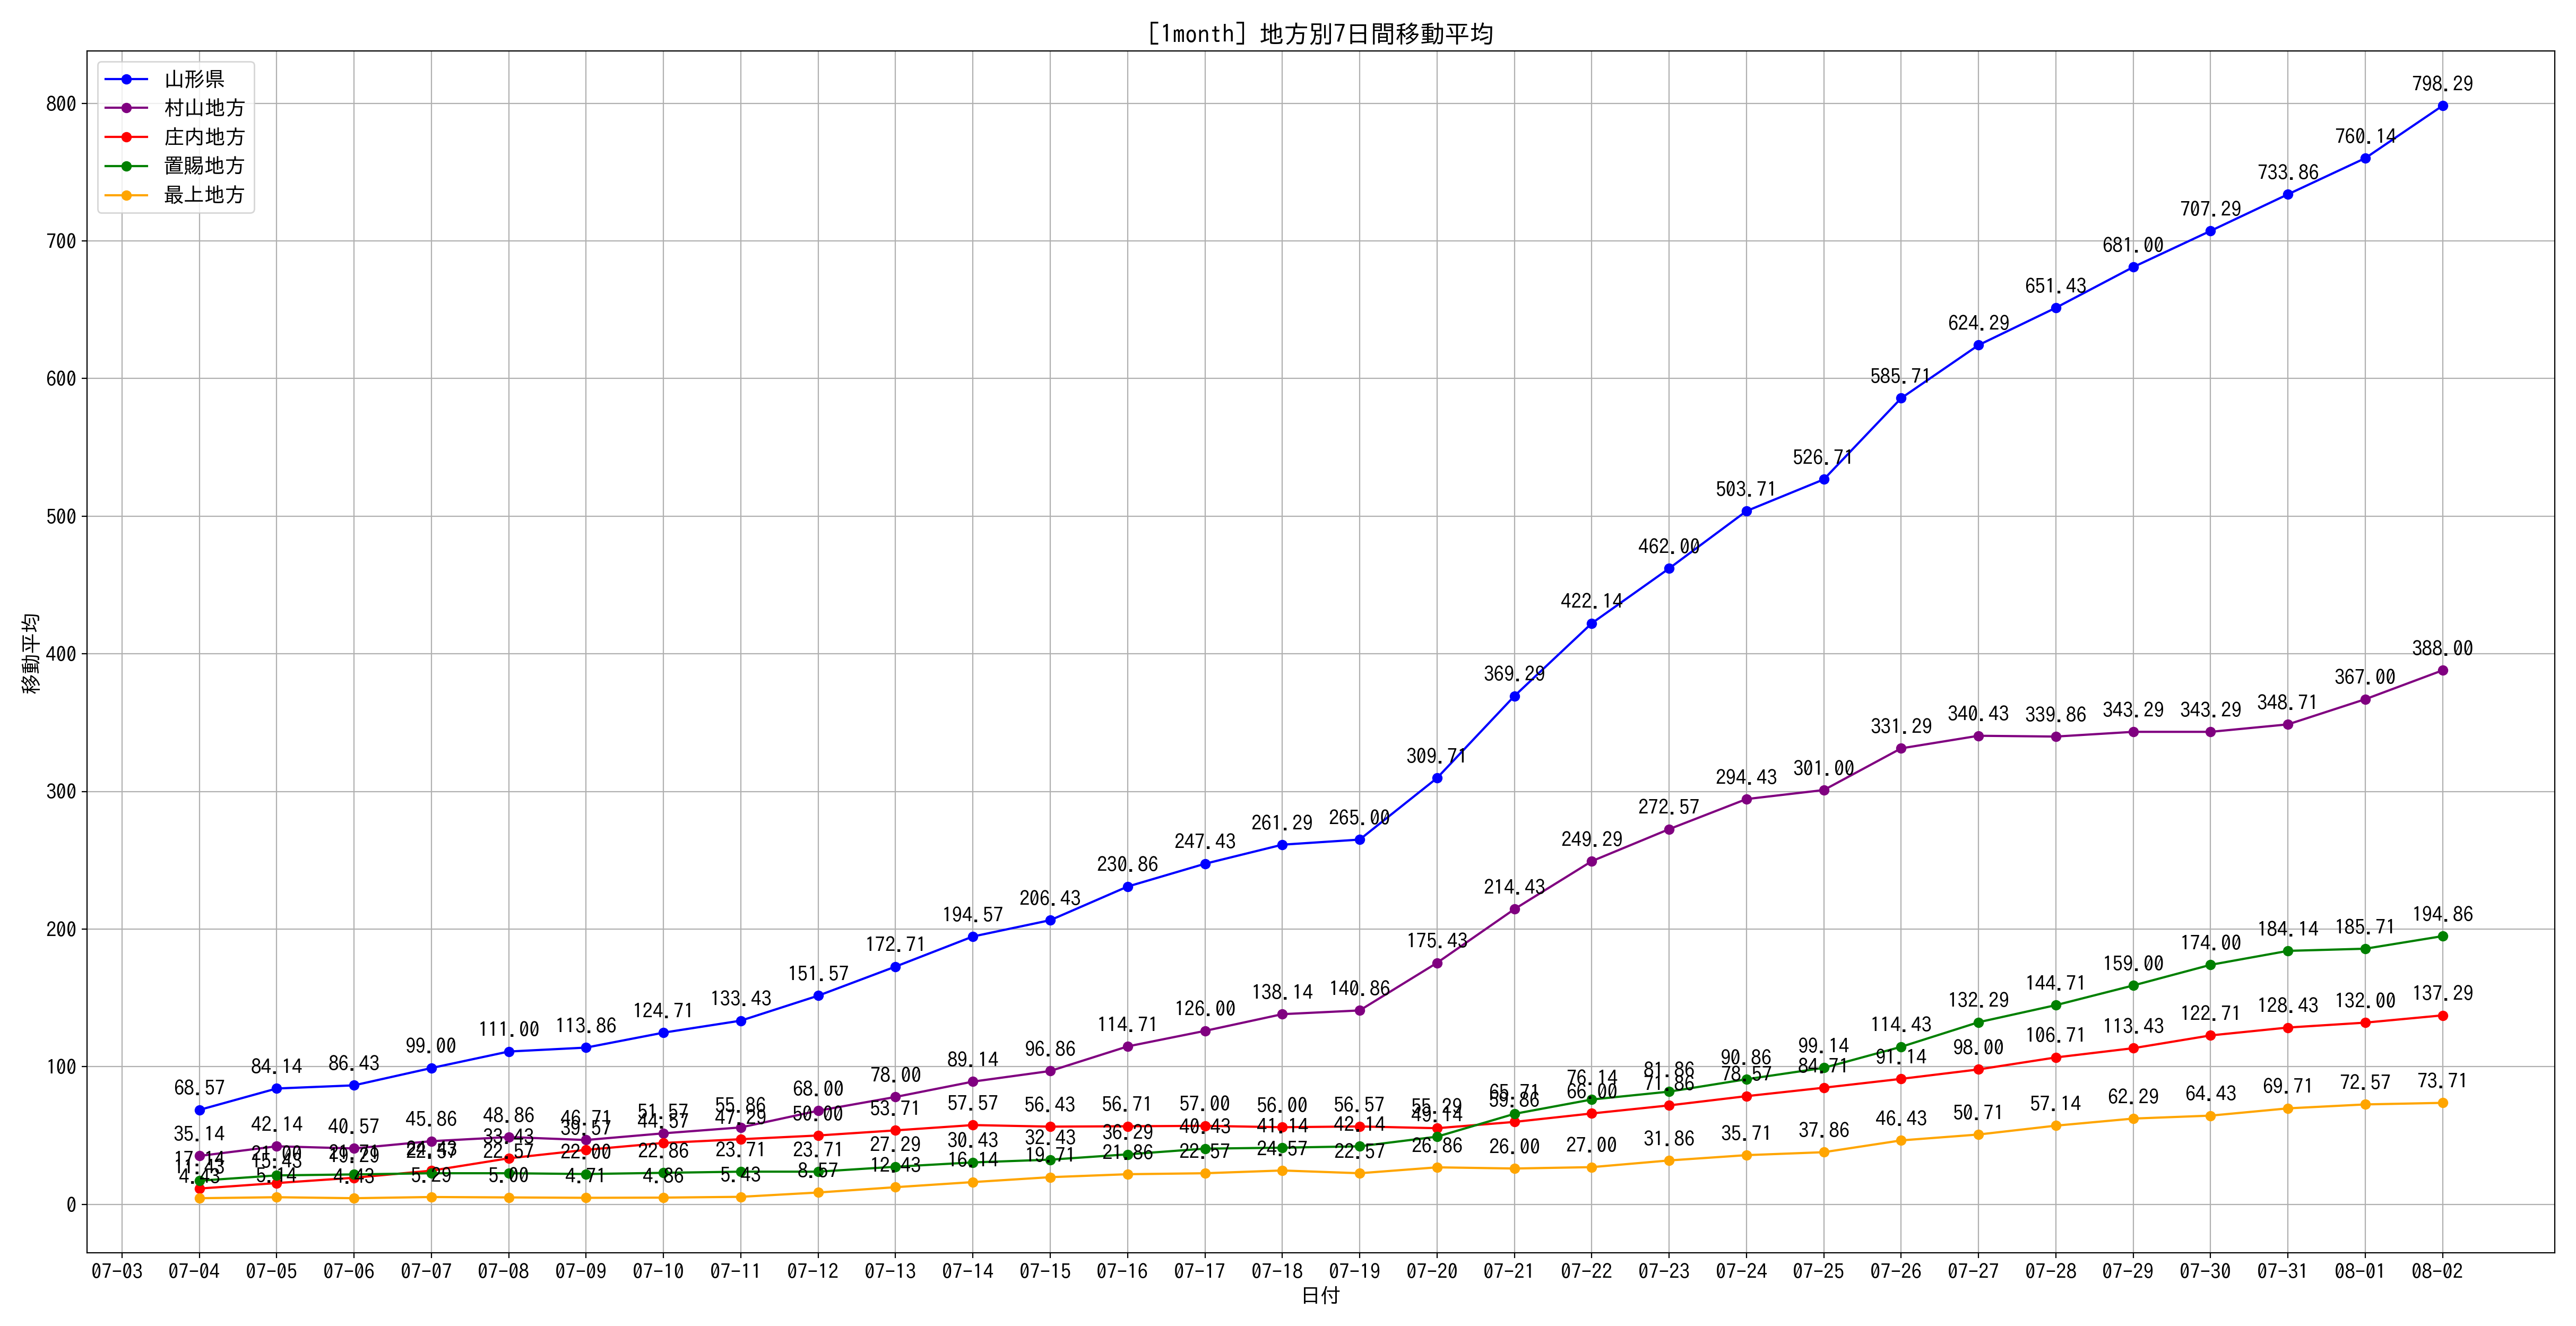 [1month] 地方別7日間移動平均
山形県
村山地方
庄内地方
置賜地方
最上地方
移動平均
800
700
600
500
400
300
200
100
0
68.57 84.14 86.43 99.00 111.00 113.86 124.71 133.43 151.57 172.71 194.57 206.43 230.86 247.43 261.29 265.00 309.71 369.29 422.14 462.00 503.71 526.71 585.71 624.29 651.43 681.00 707.29 733.86 760.14 798.29
35.14 42.14 40.57 45.86 48.86 46.71 51.57 55.86 68.00 78.00 89.14 96.86 114.71 126.00 138.14 140.86 175.43 214.43 249.29 272.57 294.43 301.00 331.29 340.43 339.86 343.29 343.29 348.71 367.00 388.00
11.43 15.43 19.29 24.43 33.43 39.57 44.57 47.29 50.00 53.71 57.57 56.43 56.71 57.00 56.00 56.57 55.29 59.86 66.00 71.86 78.57 84.71 91.14 98.00 106.71 113.43 122.71 128.43 132.00 137.29
17.14 21.00 22.57 22.00 22.86 23.71 23.71 27.29 30.43 32.43 36.29 40.43 41.14 42.14 49.14 65.71 76.14 81.86 90.86 99.14 114.43 132.29 144.71 159.00 174.00 184.14 185.71 194.86
4.43 5.14 4.43 5.29 5.00 4.71 4.86 5.43 8.57 12.43 16.14 19.71 21.86 22.57 24.57 22.57 26.86 26.00 27.00 31.86 35.71 37.86 46.43 50.71 57.14 62.29 64.43 69.71 72.57 73.71
07-03 07-04 07-05 07-06 07-07 07-08 07-09 07-10 07-11 07-12 07-13 07-14 07-15 07-16 07-17 07-18 07-19 07-20 07-21 07-22 07-23 07-24 07-25 07-26 07-27 07-28 07-29 07-30 07-31 08-01 08-02
日付